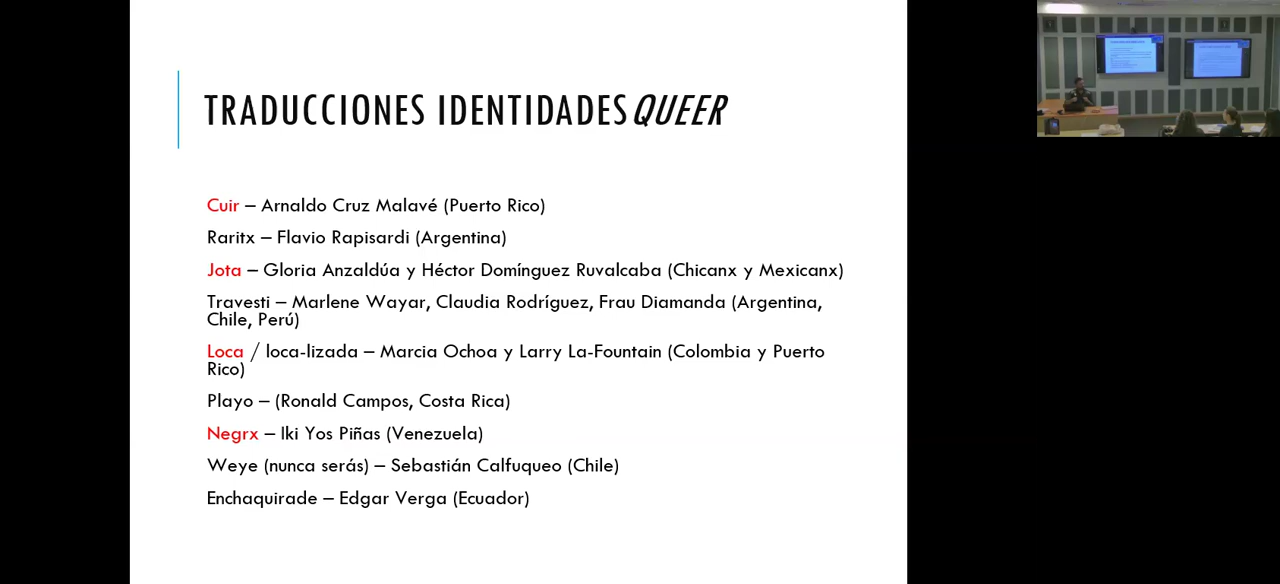 TRADUCCIONES IDENTIDADES QUEER
Cuir – Arnaldo Cruz Malavé (Puerto Rico)
Raritx – Flavio Rapisardi (Argentina)
Jota – Gloria Anzaldúa y Héctor Domínguez Ruvalcaba (Chicanx y Mexicanx)
Travesti – Marlene Wayar, Claudia Rodríguez, Frau Diamanda (Argentina,
Chile, Perú)
Loca / loca-lizada – Marcia Ochoa y Larry La-Fountain (Colombia y Puerto
Rico)
Playo – (Ronald Campos, Costa Rica)
Negrx – Iki Yos Piñas (Venezuela)
Weye (nunca serás) – Sebastián Calfuqueo (Chile)
Enchaquirade – Edgar Verga (Ecuador)